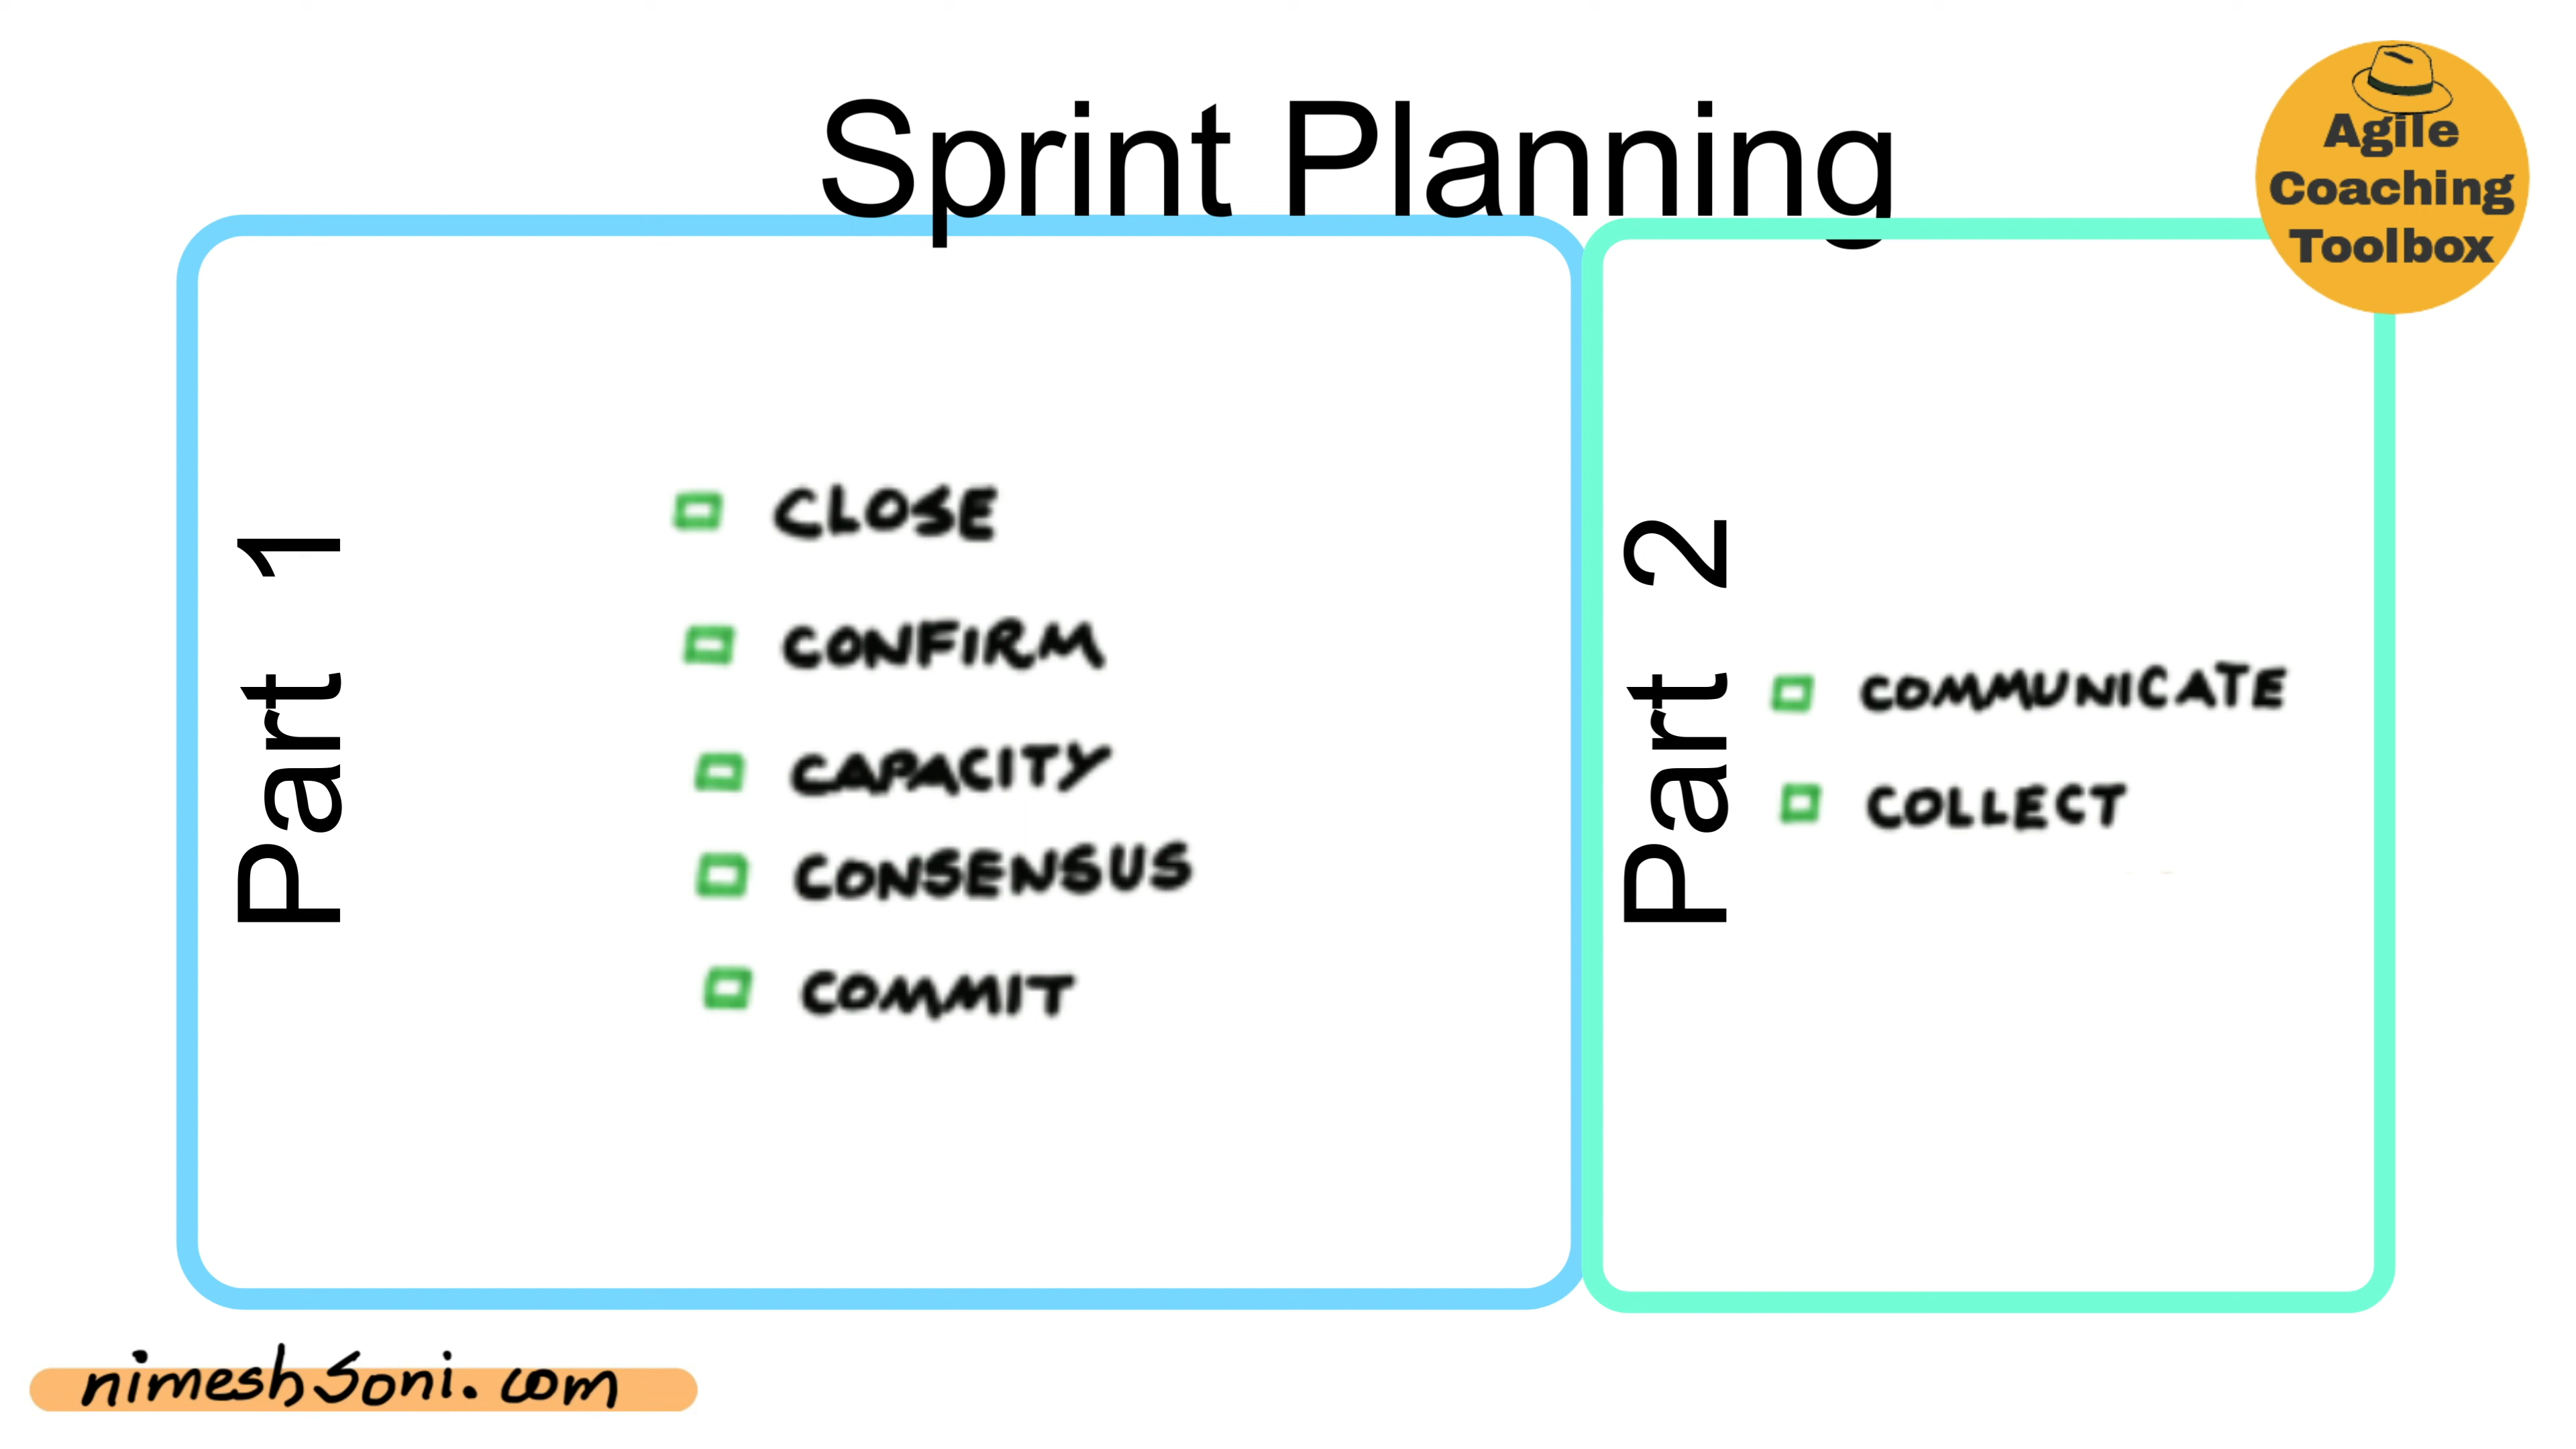 Sprint Planning
Agile
Coaching
Toolbox
Part 1
CLOSE
CONFIRM
CAPACITY
CONSENSUS
COMMIT
Part 2
COMMUNICATE
COLLECT
nimeshSoni.com